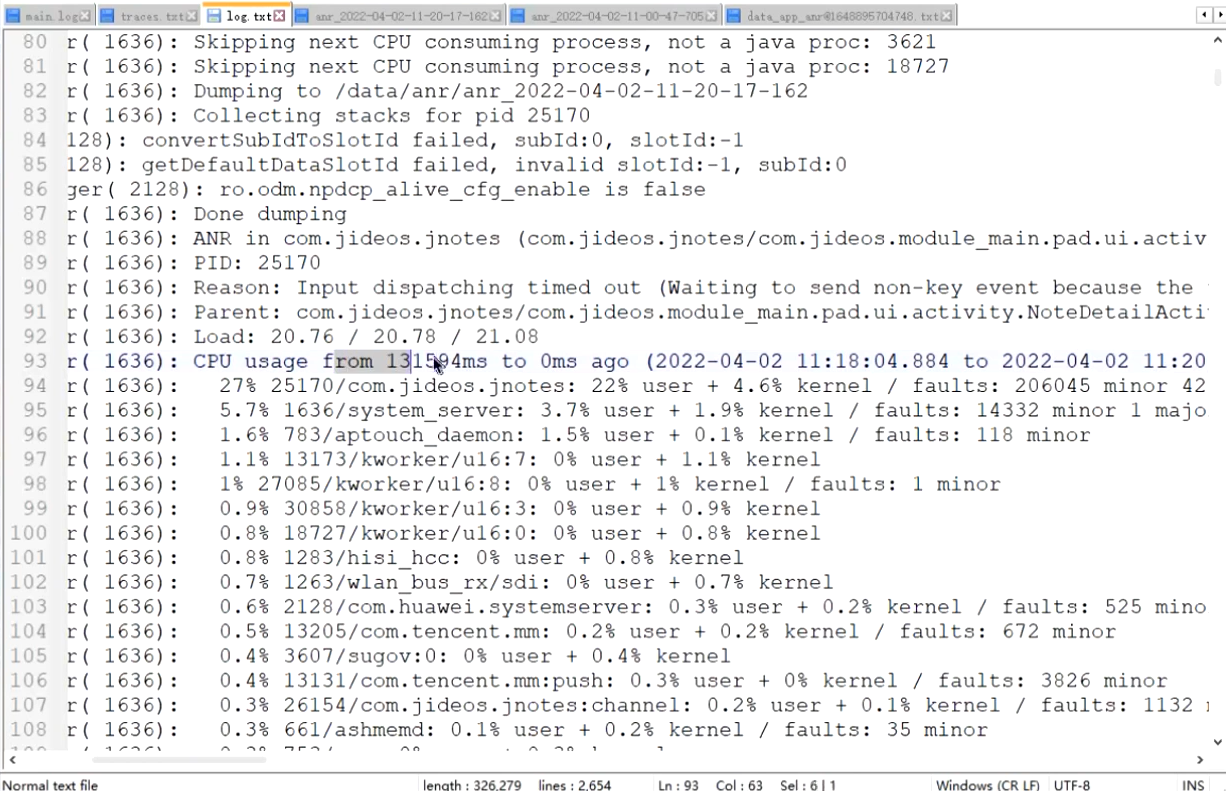 main.log
traces.txt
log.txt
anr_2022-04-02-11-20-17-162
anr_2022-04-02-11-00-47-705
data_app_anr@1648895704748.txt
80 r( 1636): Skipping next CPU consuming process, not a java proc: 3621
81 r( 1636): Skipping next CPU consuming process, not a java proc: 18727
82 r( 1636): Dumping to /data/anr/anr_2022-04-02-11-20-17-162
83 r( 1636): Collecting stacks for pid 25170
84 128): convertSubIdToSlotId failed, subId:0, slotId:-1
85 128): getDefaultDataSlotId failed, invalid slotId:-1, subId:0
86 ger( 2128): ro.odm.npdcp_alive_cfg_enable is false
87 r( 1636): Done dumping
88 r( 1636): ANR in com.jideos.jnotes (com.jideos.jnotes/com.jideos.module_main.pad.ui.activ
89 r( 1636): PID: 25170
90 r( 1636): Reason: Input dispatching timed out (Waiting to send non-key event because the
91 r( 1636): Parent: com.jideos.jnotes/com.jideos.module_main.pad.ui.activity.NoteDetailActi
92 r( 1636): Load: 20.76 / 20.78 / 21.08
93 r( 1636): CPU usage from 131594ms to 0ms ago (2022-04-02 11:18:04.884 to 2022-04-02 11:20
94 r( 1636):   27% 25170/com.jideos.jnotes: 22% user + 4.6% kernel / faults: 206045 minor 42
95 r( 1636):   5.7% 1636/system_server: 3.7% user + 1.9% kernel / faults: 14332 minor 1 majo
96 r( 1636):   1.6% 783/aptouch_daemon: 1.5% user + 0.1% kernel / faults: 118 minor
97 r( 1636):   1.1% 13173/kworker/u16:7: 0% user + 1.1% kernel
98 r( 1636):   1% 27085/kworker/u16:8: 0% user + 1% kernel / faults: 1 minor
99 r( 1636):   0.9% 30858/kworker/u16:3: 0% user + 0.9% kernel
100 r( 1636):   0.8% 18727/kworker/u16:0: 0% user + 0.8% kernel
101 r( 1636):   0.8% 1283/hisi_hcc: 0% user + 0.8% kernel
102 r( 1636):   0.7% 1263/wlan_bus_rx/sdi: 0% user + 0.7% kernel
103 r( 1636):   0.6% 2128/com.huawei.systemserver: 0.3% user + 0.2% kernel / faults: 525 mino
104 r( 1636):   0.5% 13205/com.tencent.mm: 0.2% user + 0.2% kernel / faults: 672 minor
105 r( 1636):   0.4% 3607/sugov:0: 0% user + 0.4% kernel
106 r( 1636):   0.4% 13131/com.tencent.mm:push: 0.3% user + 0% kernel / faults: 3826 minor
107 r( 1636):   0.3% 26154/com.jideos.jnotes:channel: 0.2% user + 0.1% kernel / faults: 1132
108 r( 1636):   0.3% 661/ashmemd: 0.1% user + 0.2% kernel / faults: 35 minor
Normal text file length : 326,279 lines : 2,654 Ln : 93 Col : 63 Sel : 6 | 1 Windows (CR LF) UTF-8 INS